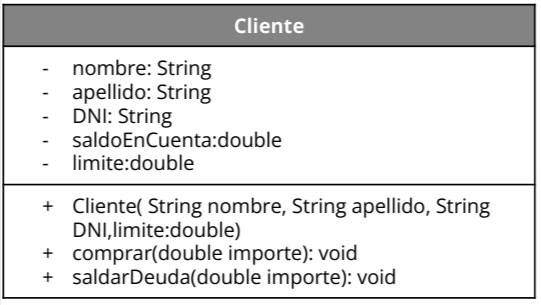 Cliente
- nombre: String
- apellido: String
- DNI: String
- saldoEnCuenta:double
- limite:double
+ Cliente( String nombre, String apellido, String
DNI,limite:double)
+ comprar(double importe): void
+ saldarDeuda(double importe): void